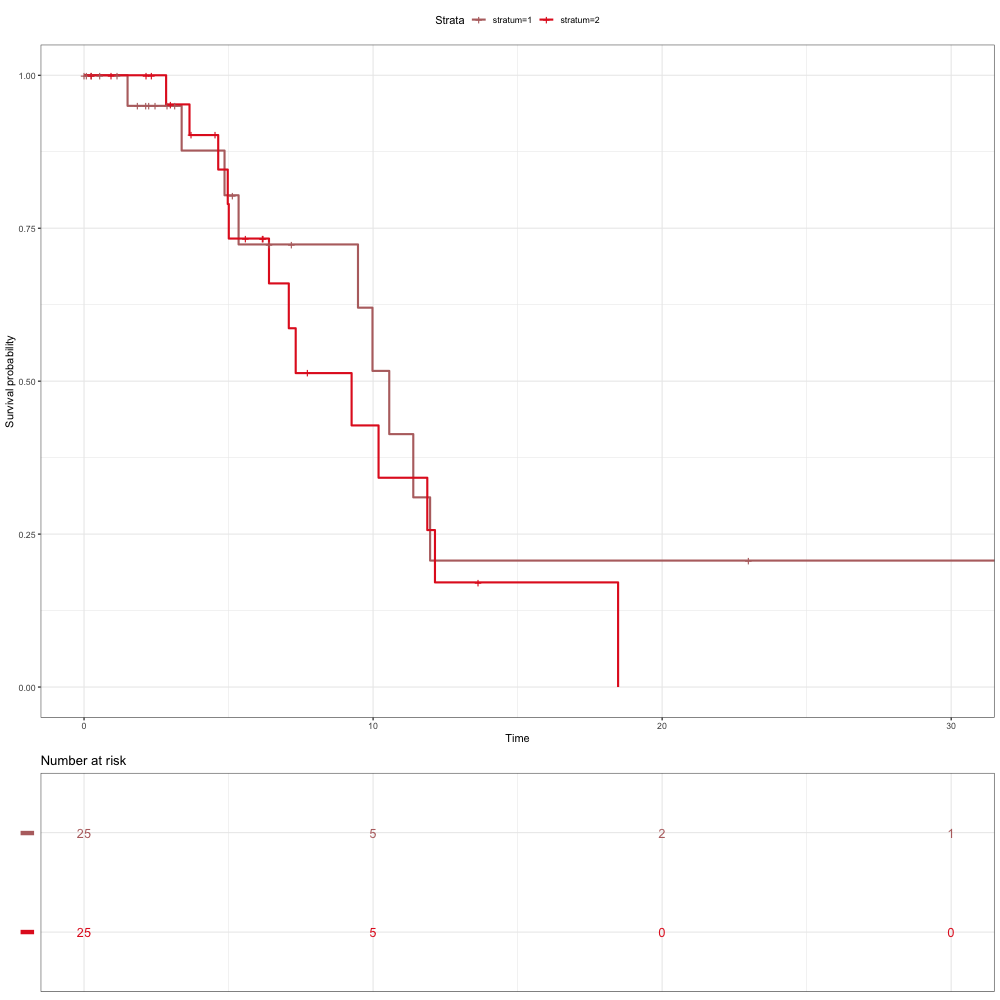 Strata stratum=1 stratum=2
Survival probability
1.00
0.75
0.50
0.25
0.00
0 10 20 30
Time
Number at risk
25 5 2 1
25 5 0 0